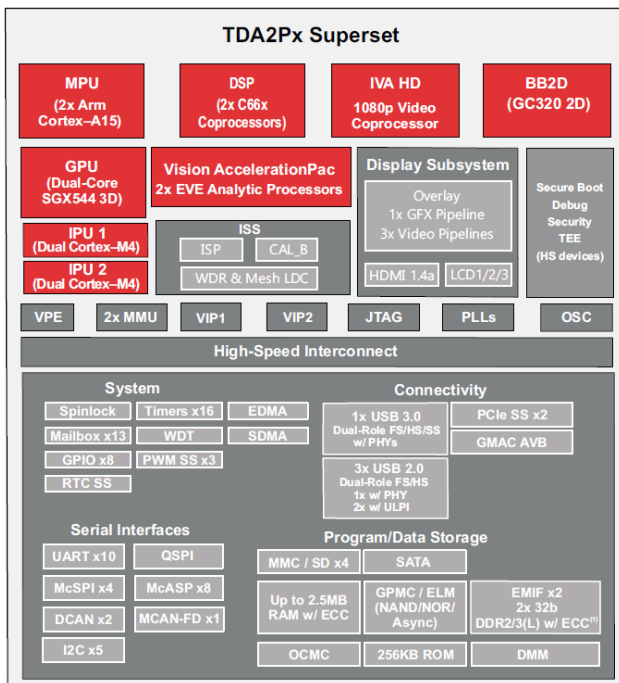 TDA2Px Superset
MPU
(2x Arm
Cortex–A15)
DSP
(2x C66x
Coprocessors)
IVA HD
1080p Video
Coprocessor
BB2D
(GC320 2D)
GPU
(Dual-Core
SGX544 3D)
Vision AccelerationPac
2x EVE Analytic Processors
Display Subsystem
Overlay
1x GFX Pipeline
3x Video Pipelines
HDMI 1.4a
LCD1/2/3
Secure Boot
Debug
Security
TEE
(HS devices)
IPU 1
(Dual Cortex–M4)
IPU 2
(Dual Cortex–M4)
ISS
ISP
CAL_B
WDR & Mesh LDC
VPE
2x MMU
VIP1
VIP2
JTAG
PLLs
OSC
High-Speed Interconnect
System
Spinlock
Timers x16
EDMA
Mailbox x13
WDT
SDMA
GPIO x8
PWM SS x3
RTC SS
Connectivity
1x USB 3.0
Dual-Role FS/HS/SS
w/ PHYs
PCIe SS x2
GMAC AVB
3x USB 2.0
Dual-Role FS/HS
1x w/ PHY
2x w/ ULPI
Serial Interfaces
UART x10
QSPI
McSPI x4
McASP x8
DCAN x2
MCAN-FD x1
I2C x5
Program/Data Storage
MMC / SD x4
SATA
Up to 2.5MB
RAM w/ ECC
GPMC / ELM
(NAND/NOR/
Async)
EMIF x2
2x 32b
DDR2/3(L) w/ ECC(1)
OCMC
256KB ROM
DMM